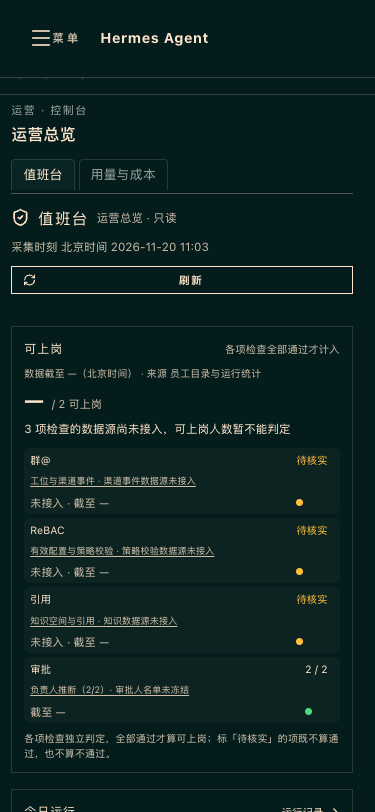 菜单
Hermes Agent
运营 · 控制台
运营总览
值班台
用量与成本
值班台 运营总览 · 只读
采集时刻 北京时间 2026-11-20 11:03
刷新
可上岗 各项检查全部通过才计入
数据截至 —（北京时间） · 来源 员工目录与运行统计
— / 2 可上岗
3 项检查的数据源尚未接入，可上岗人数暂不能判定
群@ 待核实
工位与渠道事件 · 渠道事件数据源未接入
未接入 · 截至 —
ReBAC 待核实
有效配置与策略校验 · 策略校验数据源未接入
未接入 · 截至 —
引用 待核实
知识空间与引用 · 知识数据源未接入
未接入 · 截至 —
审批 2 / 2
负责人推断（2/2） · 审批人名单未冻结
截至 —
各项检查独立判定，全部通过才算可上岗；标「待核实」的项既不算通
过，也不算不通过。
今日运行 运行记录